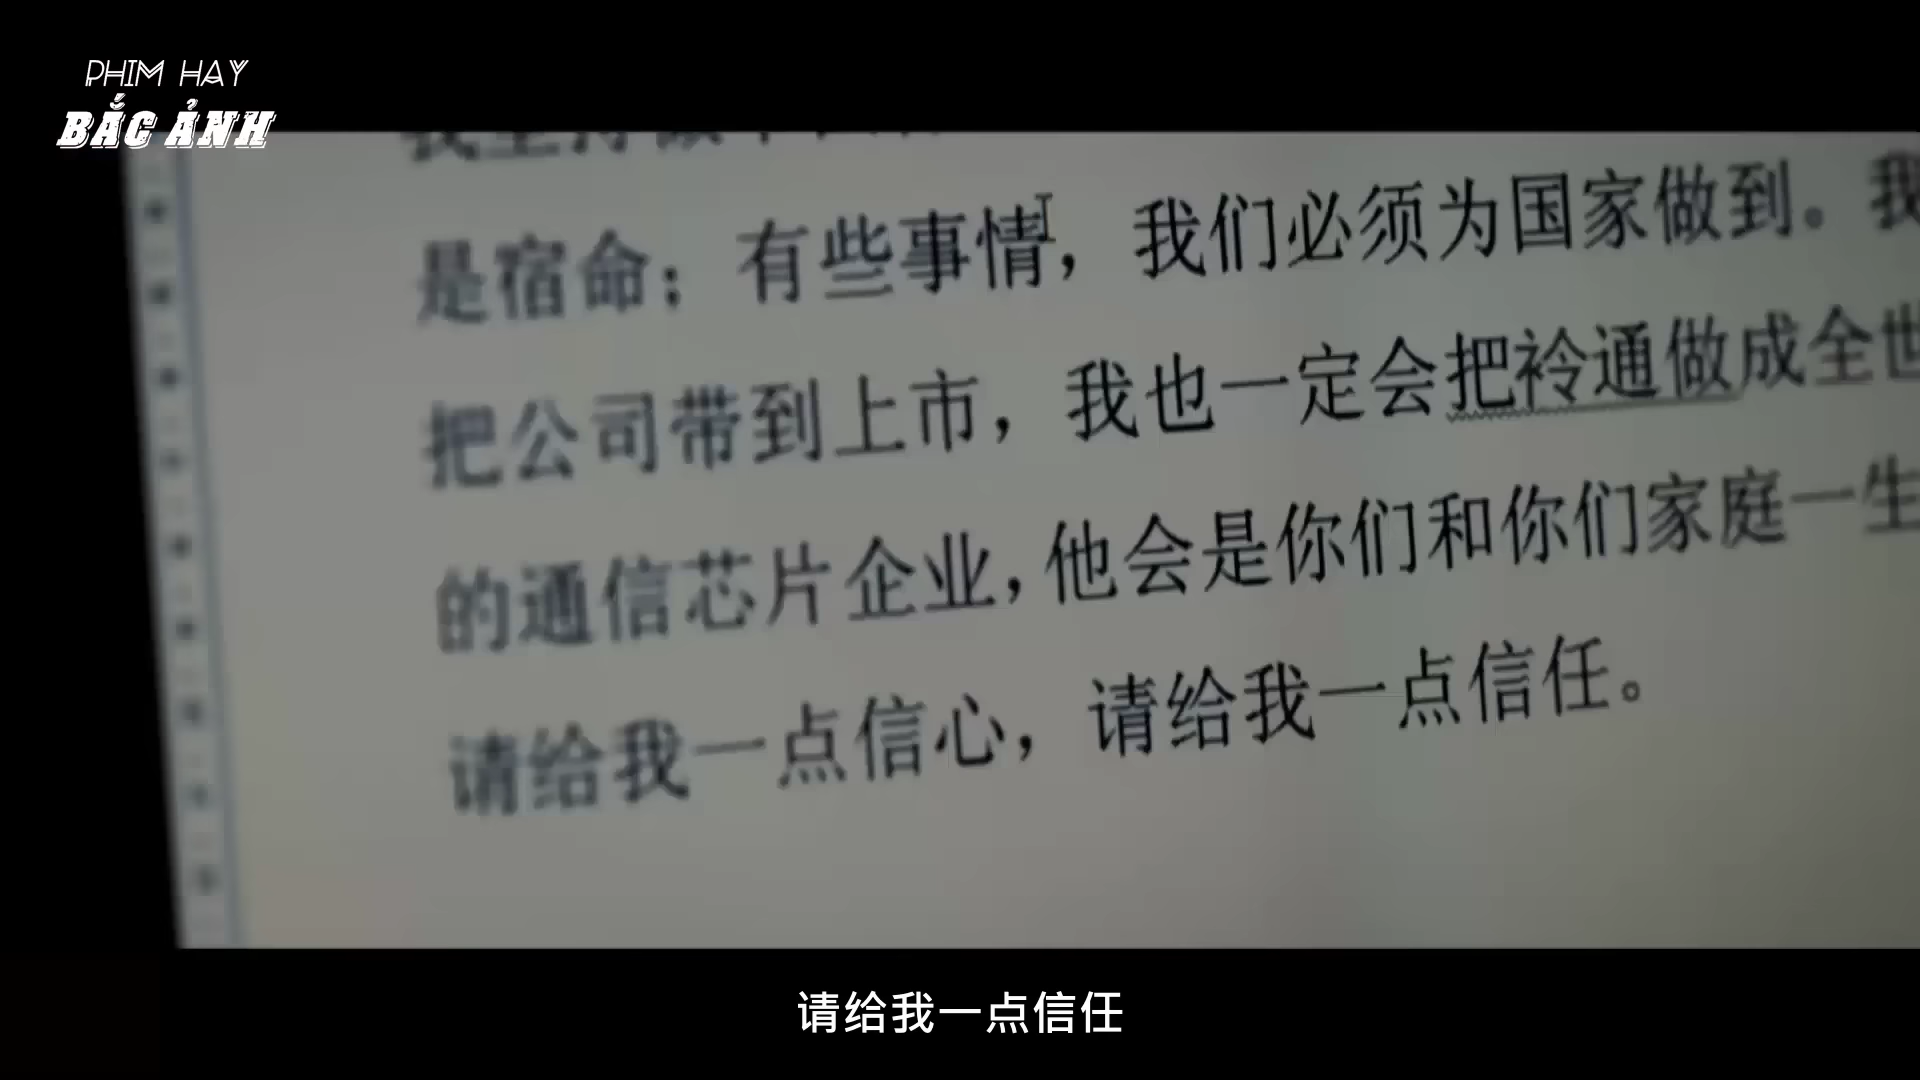 PHIM HAY
BẮC ẢNH
是宿命；有些事情，我们必须为国家做到。我
把公司带到上市，我也一定会把衿通做成全世
的通信芯片企业，他会是你们和你们家庭一生
请给我一点信心，请给我一点信任。
请给我一点信任